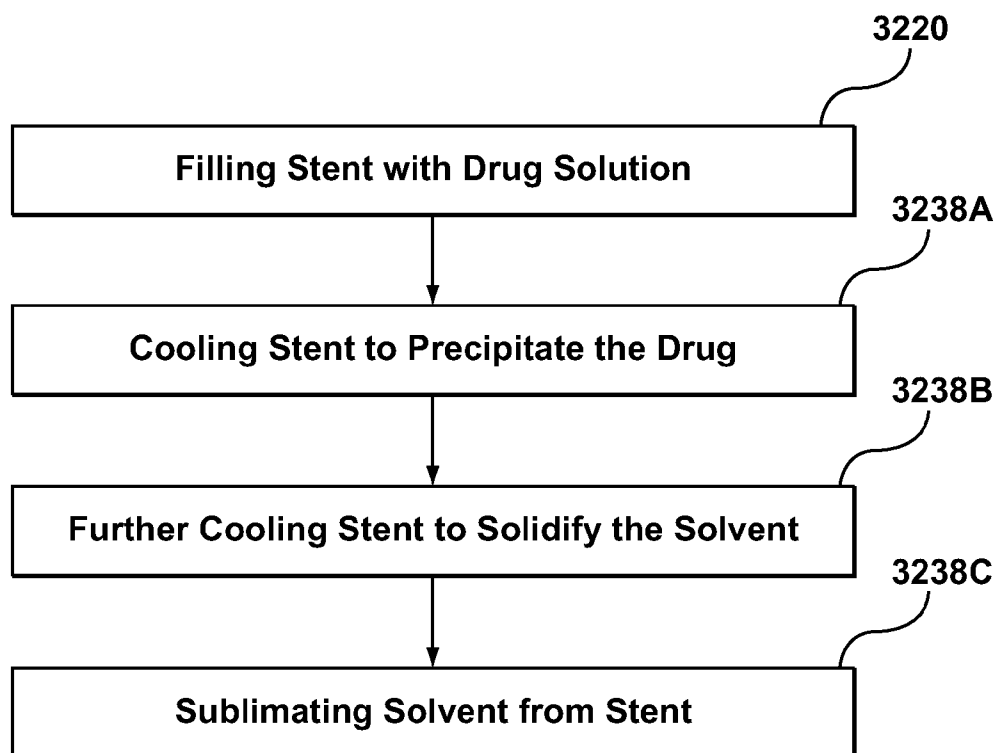 3220
Filling Stent with Drug Solution
3238A
Cooling Stent to Precipitate the Drug
3238B
Further Cooling Stent to Solidify the Solvent
3238C
Sublimating Solvent from Stent